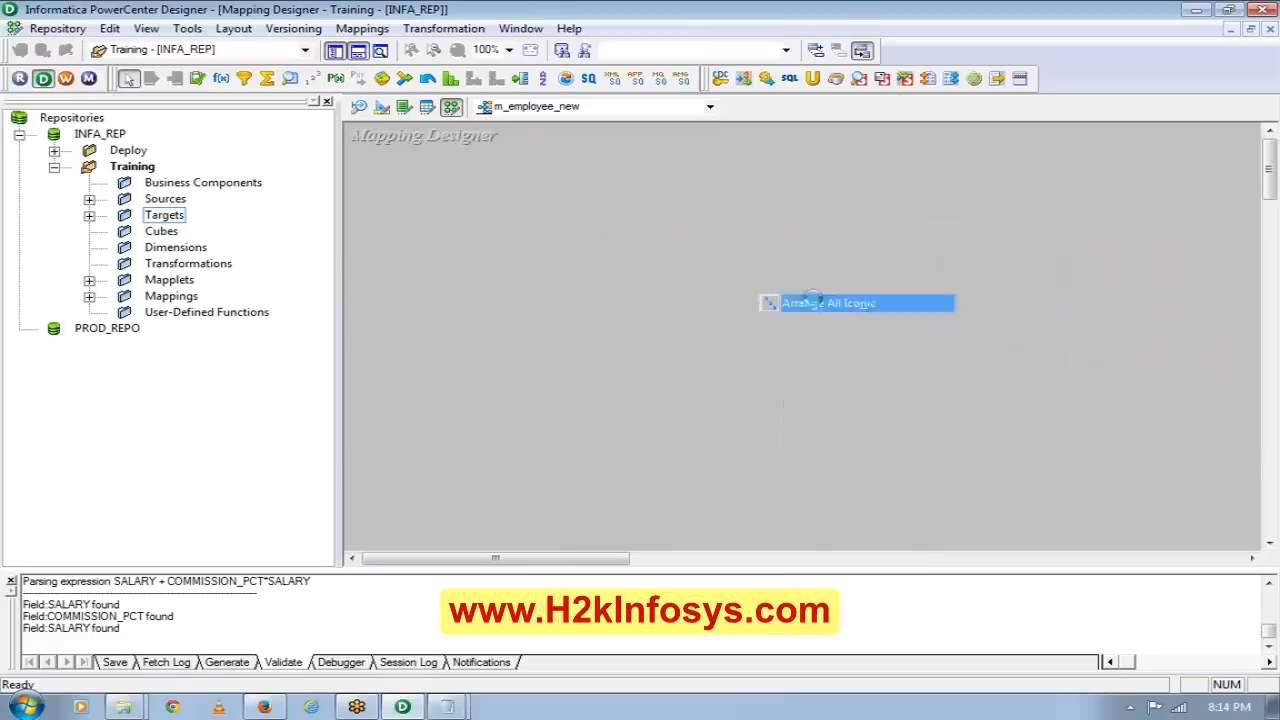 Informatica PowerCenter Designer - [Mapping Designer - Training - [INFA_REP]]
Repository Edit View Tools Layout Versioning Mappings Transformation Window Help
Training - [INFA_REP] 100%
R D W M f(x) Σ SQL
m_employee_new
Repositories
INFA_REP
Deploy
Training
Business Components
Sources
Targets
Cubes
Dimensions
Transformations
Mapplets
Mappings
User-Defined Functions
PROD_REPO
Mapping Designer
Arrange All Iconic
Parsing expression SALARY + COMMISSION_PCT*SALARY
Field:SALARY found
Field:COMMISSION_PCT found
Field:SALARY found
www.H2kInfosys.com
Save Fetch Log Generate Validate Debugger Session Log Notifications
Ready NUM
8:14 PM